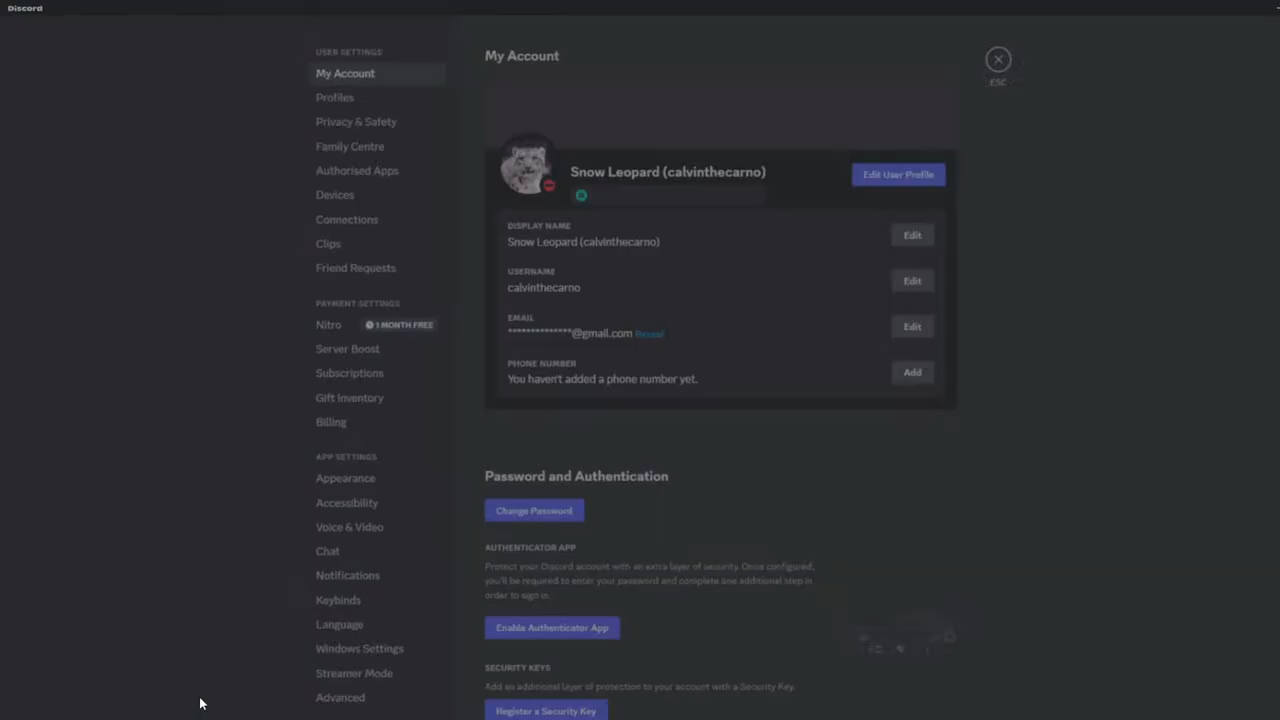 Discord
USER SETTINGS
My Account
Profiles
Privacy & Safety
Family Centre
Authorised Apps
Devices
Connections
Clips
Friend Requests
PAYMENT SETTINGS
Nitro
1 MONTH FREE
Server Boost
Subscriptions
Gift Inventory
Billing
APP SETTINGS
Appearance
Accessibility
Voice & Video
Chat
Notifications
Keybinds
Language
Windows Settings
Streamer Mode
Advanced
My Account
ESC
Snow Leopard (calvinthecarno)
Edit User Profile
DISPLAY NAME
Snow Leopard (calvinthecarno)
Edit
USERNAME
calvinthecarno
Edit
EMAIL
**************@gmail.com Reveal
Edit
PHONE NUMBER
You haven't added a phone number yet.
Add
Password and Authentication
Change Password
AUTHENTICATOR APP
Protect your Discord account with an extra layer of security. Once configured,
you'll be required to enter your password and complete one additional step in
order to sign in.
Enable Authenticator App
SECURITY KEYS
Add an additional layer of protection to your account with a Security Key.
Register a Security Key